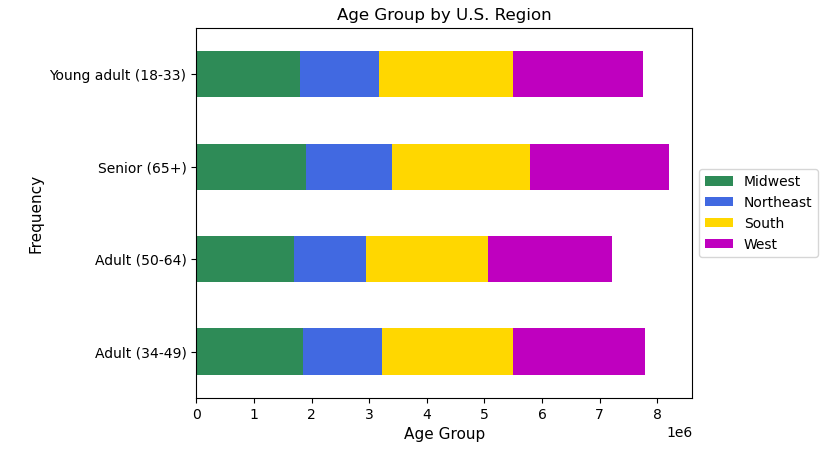 Age Group by U.S. Region
Young adult (18-33)
Senior (65+)
Adult (50-64)
Adult (34-49)
Frequency
0 1 2 3 4 5 6 7 8
1e6
Age Group
Midwest
Northeast
South
West